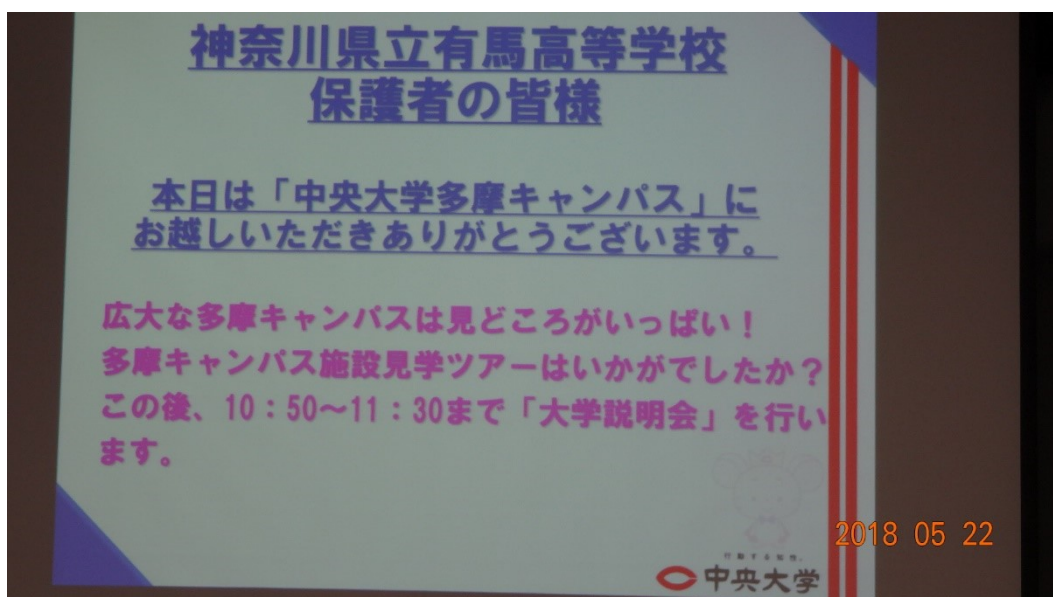 神奈川県立有馬高等学校
保護者の皆様
本日は「中央大学多摩キャンパス」に
お越しいただきありがとうございます。
広大な多摩キャンパスは見どころがいっぱい！
多摩キャンパス施設見学ツアーはいかがでしたか？
この後、10：50～11：30まで「大学説明会」を行い
ます。
行動する知性。
中央大学
2018 05 22